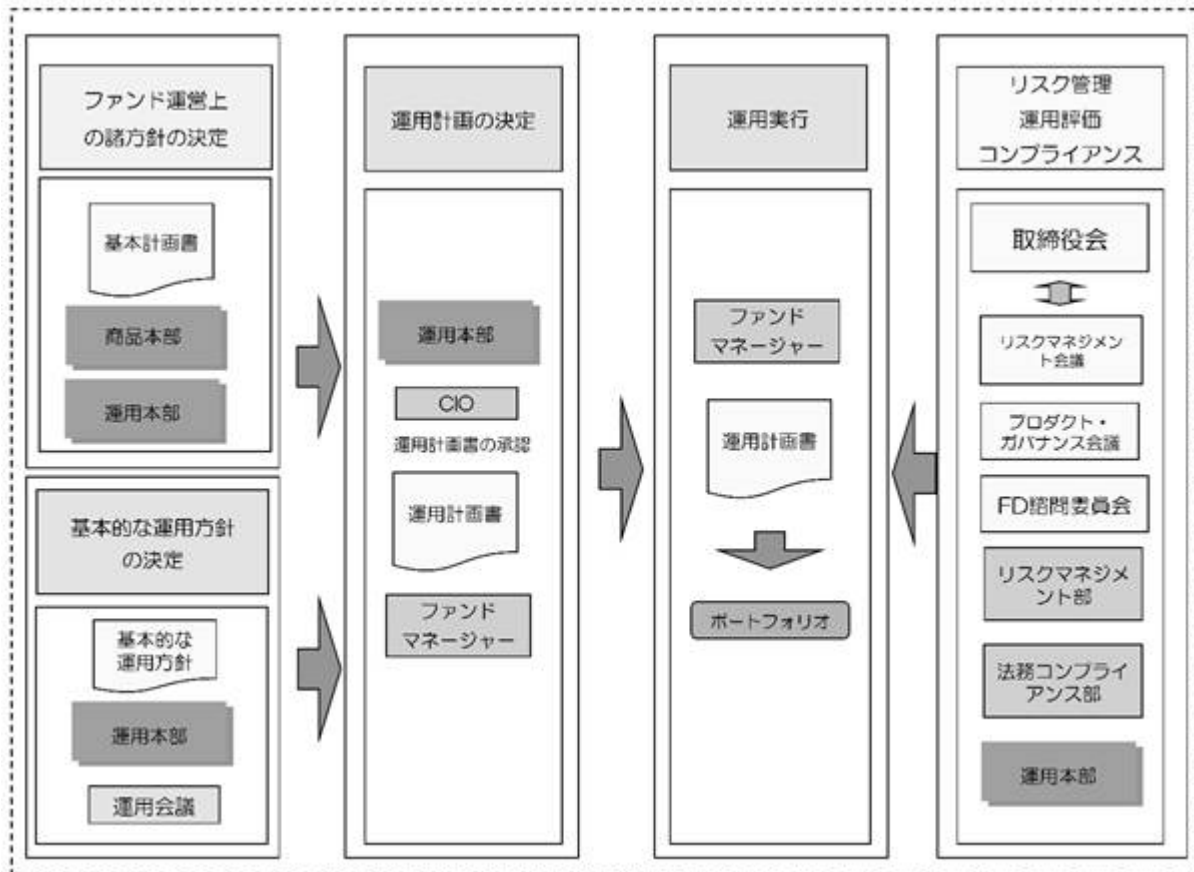 ファンド運営上
の諸方針の決定
基本計画書
商品本部
運用本部
基本的な運用方針
の決定
基本的な
運用方針
運用本部
運用会議
運用計画の決定
運用本部
CIO
運用計画書の承認
運用計画書
ファンド
マネージャー
運用実行
ファンド
マネージャー
運用計画書
ポートフォリオ
リスク管理
運用評価
コンプライアンス
取締役会
リスクマネジメン
ト会議
プロダクト・
ガバナンス会議
FD諮問委員会
リスクマネジメ
ント部
法務コンプライ
アンス部
運用本部